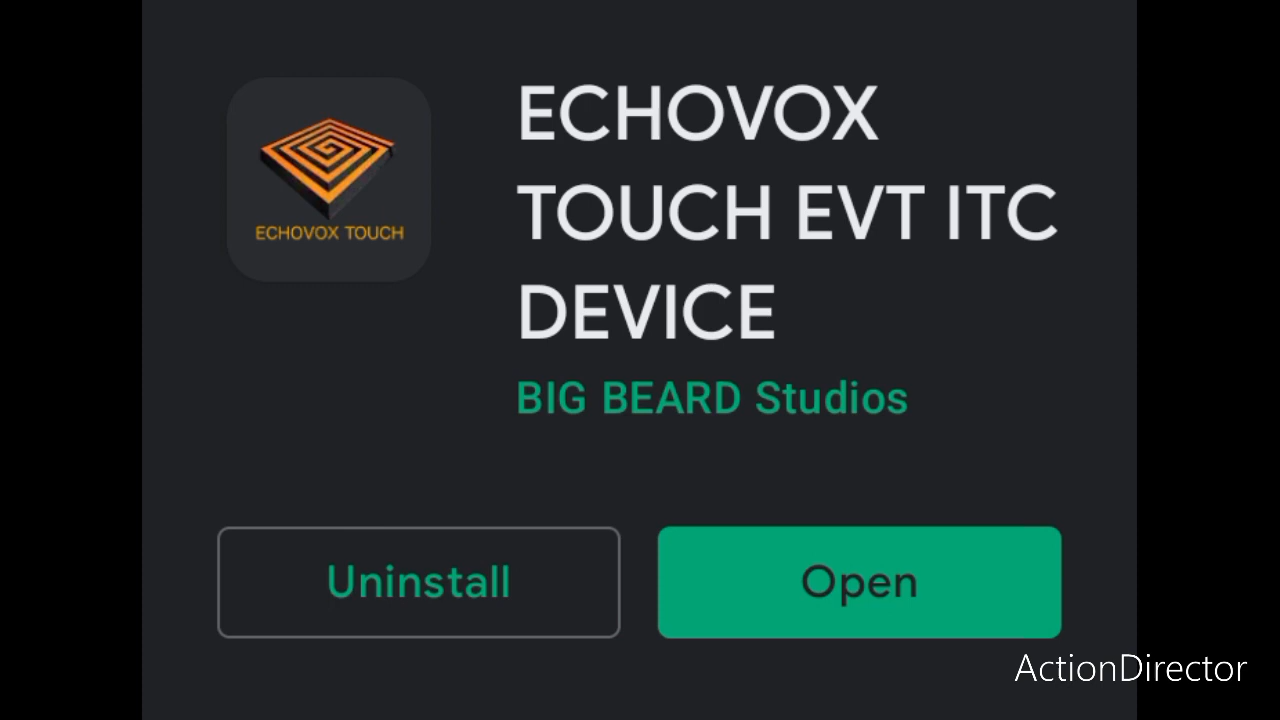 ECHOVOX
TOUCH EVT ITC
DEVICE
ECHOVOX TOUCH
BIG BEARD Studios
Uninstall
Open
ActionDirector